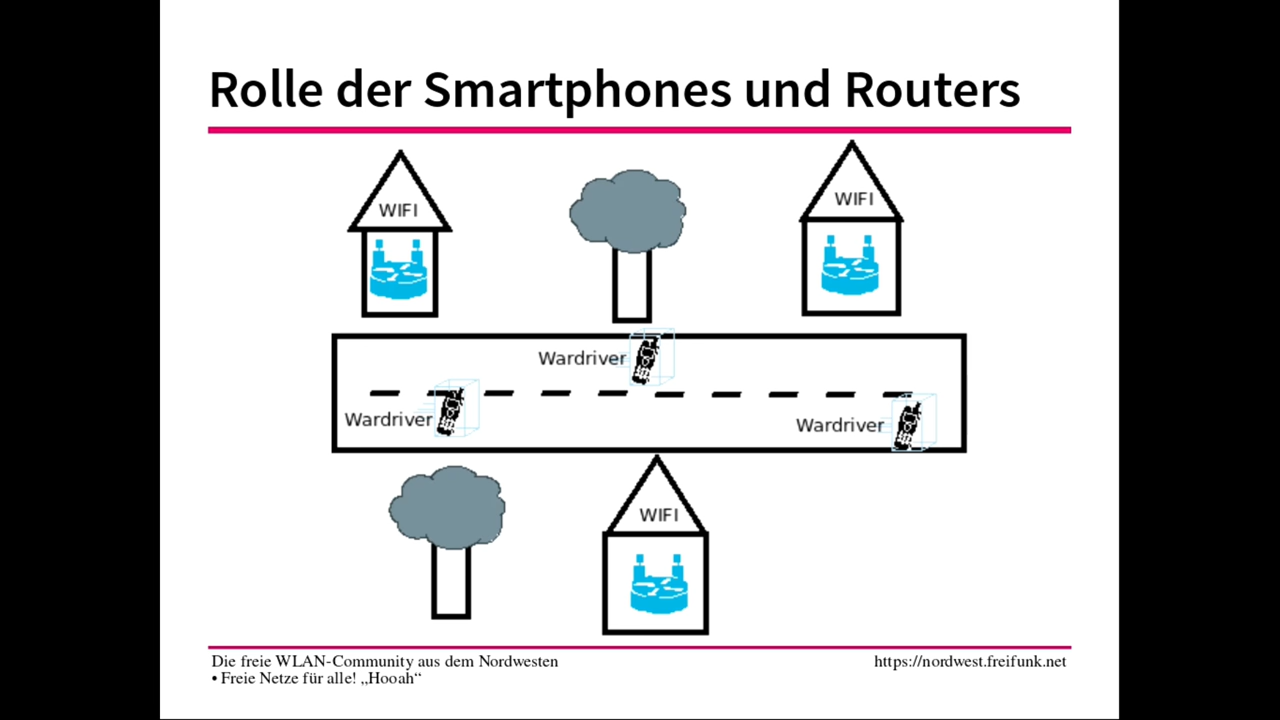 Rolle der Smartphones und Routers
WIFI
WIFI
Wardriver
Wardriver
Wardriver
WIFI
Die freie WLAN-Community aus dem Nordwesten
https://nordwest.freifunk.net
• Freie Netze für alle! „Hooah“